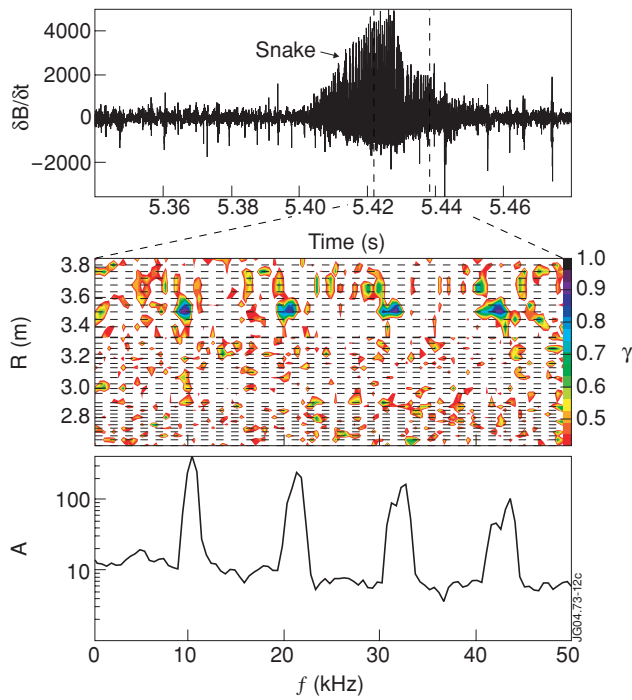 4000
2000
0
−2000
δB/δt
Snake
5.36 5.38 5.40 5.42 5.44 5.46
Time (s)
3.8
3.6
3.4
3.2
3.0
2.8
R (m)
1.0
0.9
0.8
0.7
0.6
0.5
γ
100
10
A
JG04.73-12c
0 10 20 30 40 50
f (kHz)